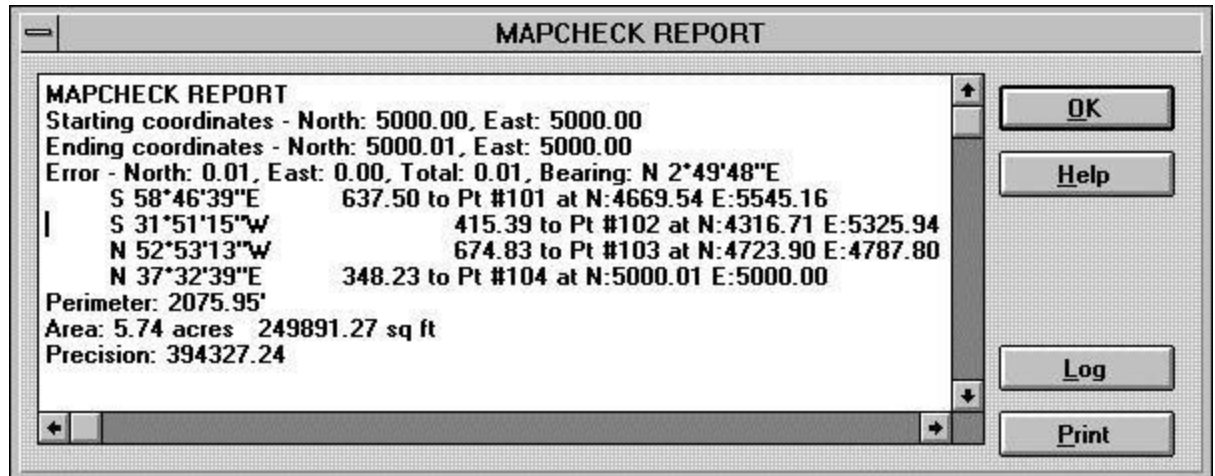 MAPCHECK REPORT
MAPCHECK REPORT
Starting coordinates - North: 5000.00, East: 5000.00
Ending coordinates - North: 5000.01, East: 5000.00
Error - North: 0.01, East: 0.00, Total: 0.01, Bearing: N 2°49'48"E
S 58°46'39"E 637.50 to Pt #101 at N:4669.54 E:5545.16
S 31°51'15"W 415.39 to Pt #102 at N:4316.71 E:5325.94
N 52°53'13"W 674.83 to Pt #103 at N:4723.90 E:4787.80
N 37°32'39"E 348.23 to Pt #104 at N:5000.01 E:5000.00
Perimeter: 2075.95'
Area: 5.74 acres 249891.27 sq ft
Precision: 394327.24
OK
Help
Log
Print